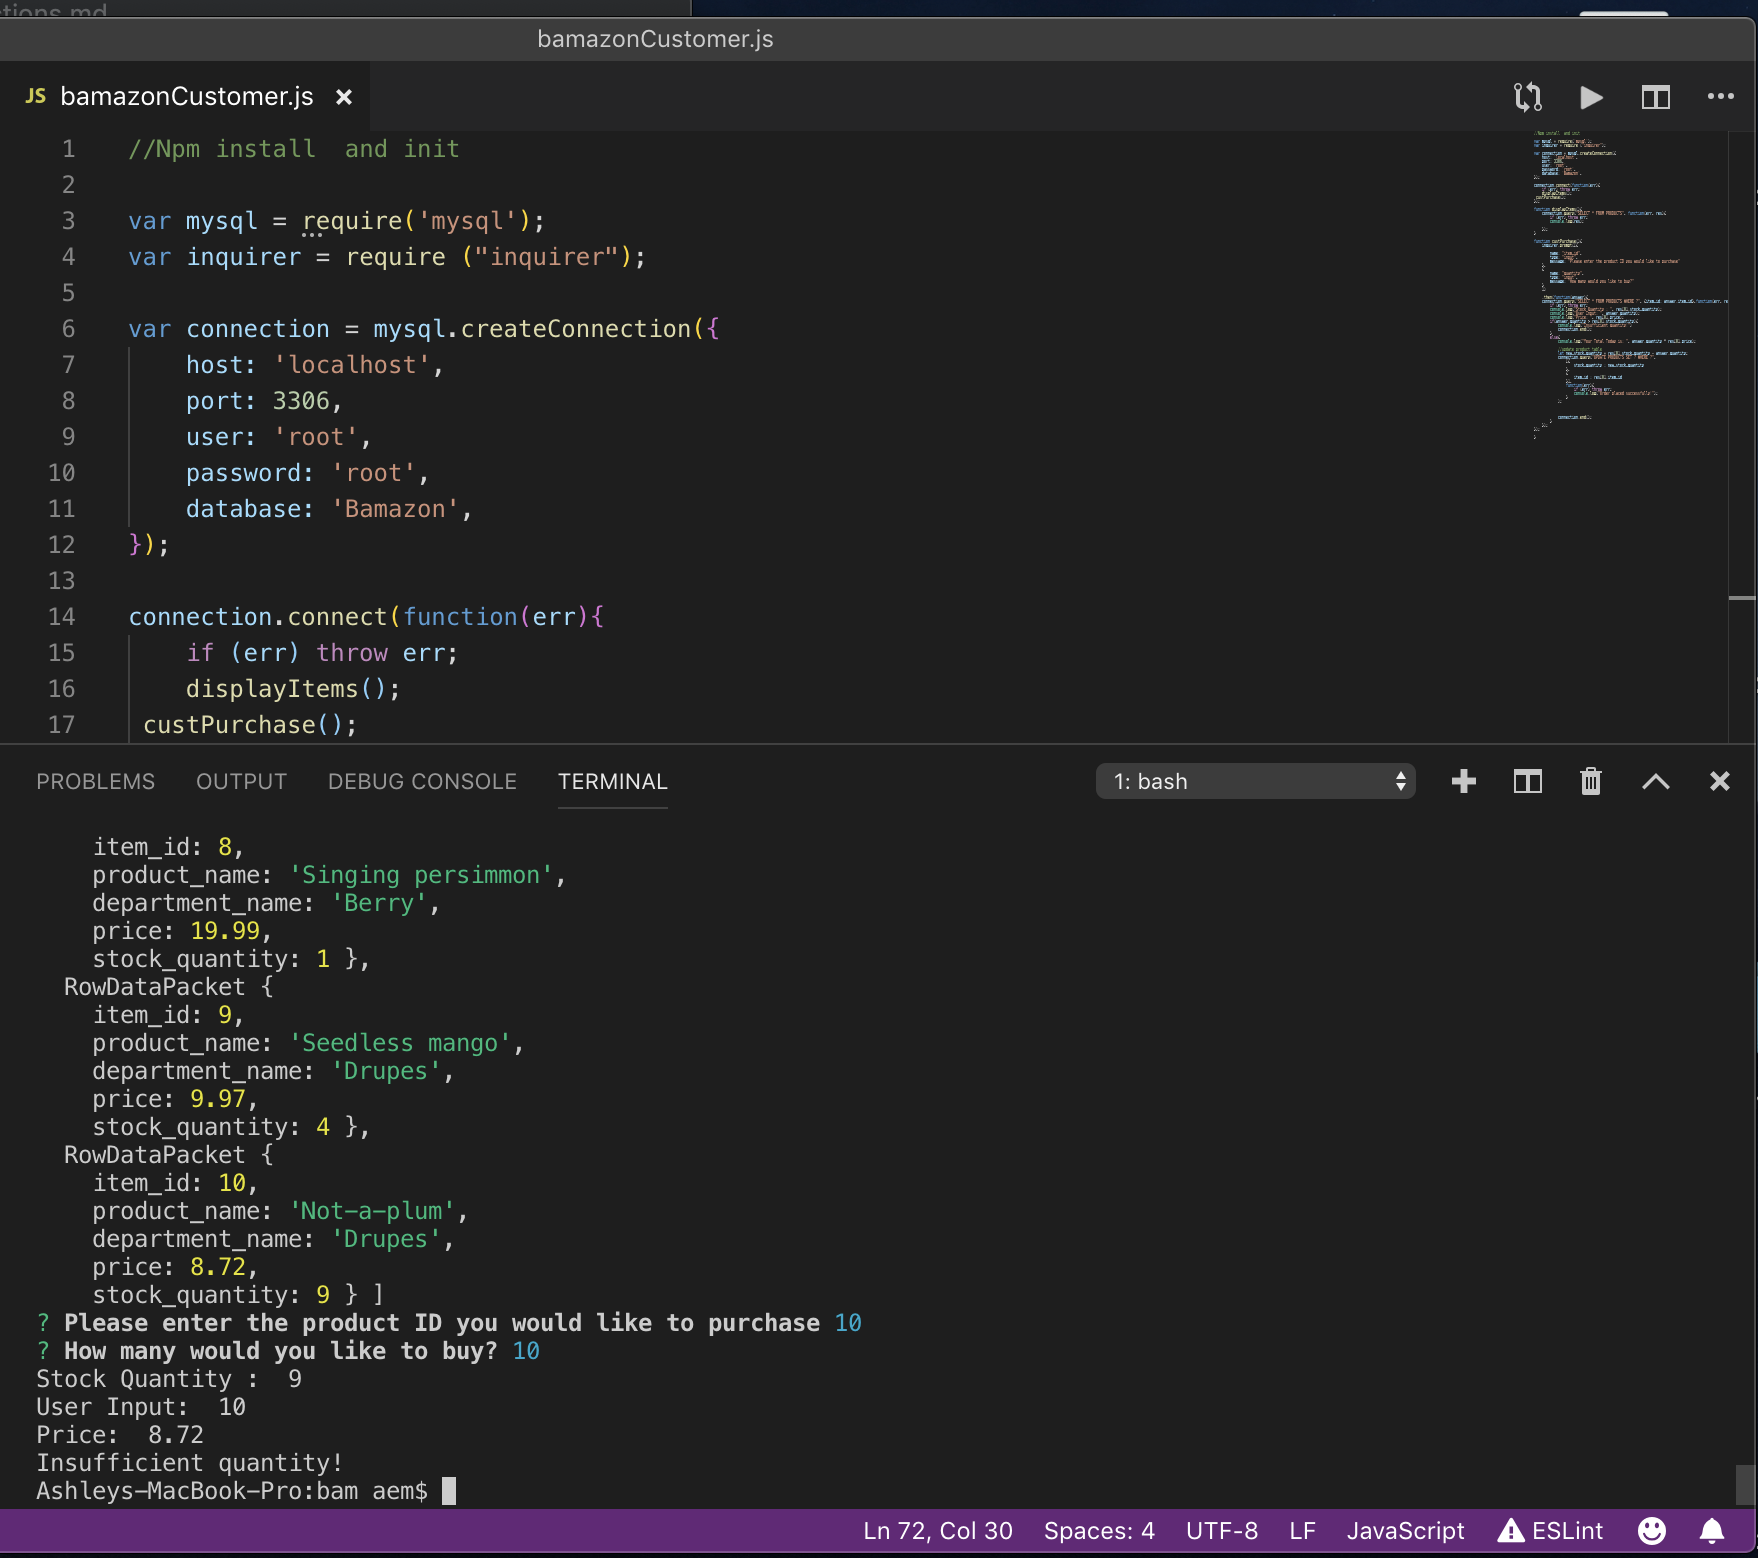 ctions.md
bamazonCustomer.js
JS bamazonCustomer.js
1 //Npm install  and init
2
3 var mysql = require('mysql');
4 var inquirer = require ("inquirer");
5
6 var connection = mysql.createConnection({
7     host: 'localhost',
8     port: 3306,
9     user: 'root',
10     password: 'root',
11     database: 'Bamazon',
12 });
13
14 connection.connect(function(err){
15     if (err) throw err;
16     displayItems();
17  custPurchase();
PROBLEMS OUTPUT DEBUG CONSOLE TERMINAL 1: bash
    item_id: 8,
    product_name: 'Singing persimmon',
    department_name: 'Berry',
    price: 19.99,
    stock_quantity: 1 },
  RowDataPacket {
    item_id: 9,
    product_name: 'Seedless mango',
    department_name: 'Drupes',
    price: 9.97,
    stock_quantity: 4 },
  RowDataPacket {
    item_id: 10,
    product_name: 'Not-a-plum',
    department_name: 'Drupes',
    price: 8.72,
    stock_quantity: 9 } ]
? Please enter the product ID you would like to purchase 10
? How many would you like to buy? 10
Stock Quantity :  9
User Input:  10
Price:  8.72
Insufficient quantity!
Ashleys-MacBook-Pro:bam aem$
Ln 72, Col 30 Spaces: 4 UTF-8 LF JavaScript ESLint